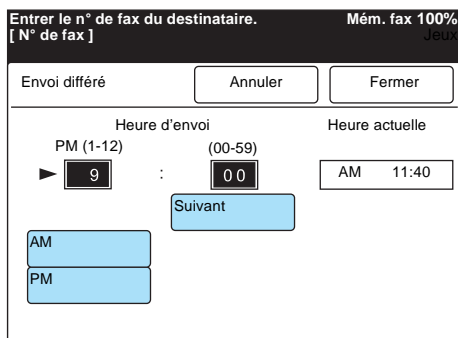 Entrer le n° de fax du destinataire. Mém. fax 100%
[ N° de fax ] Jeux
Envoi différé Annuler Fermer
Heure d'envoi Heure actuelle
PM (1-12) (00-59)
9 : 00 AM 11:40
Suivant
AM
PM